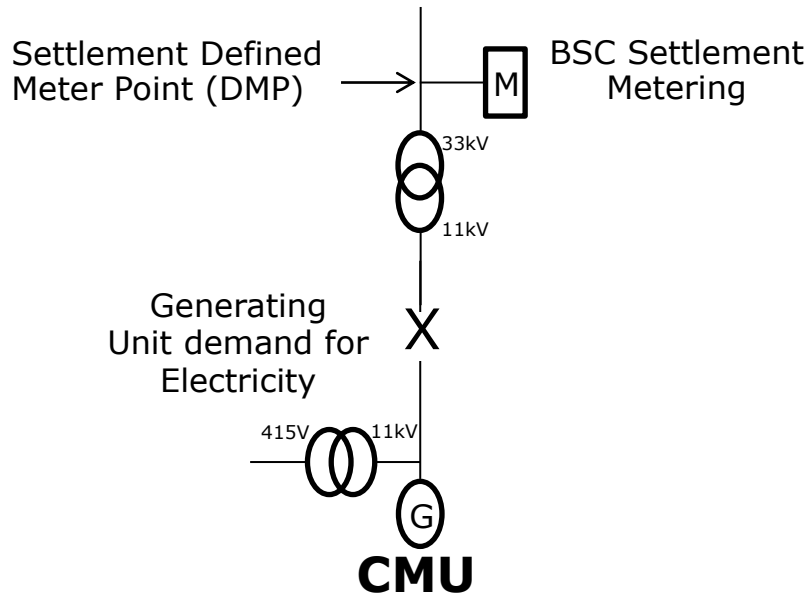 Settlement Defined
Meter Point (DMP)
M
BSC Settlement
Metering
33kV
11kV
Generating
Unit demand for
Electricity
X
415V
11kV
G
CMU